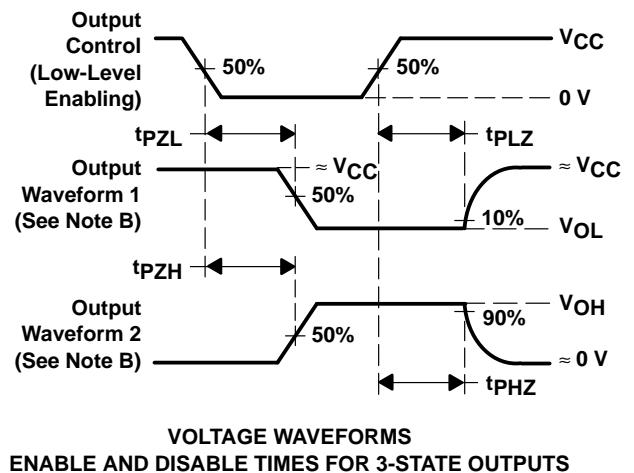 Output
Control
(Low-Level
Enabling)
50%
50%
VCC
0 V
tPZL
tPLZ
Output
Waveform 1
(See Note B)
≈ VCC
50%
≈ VCC
10%
VOL
tPZH
Output
Waveform 2
(See Note B)
50%
VOH
90%
≈ 0 V
tPHZ
VOLTAGE WAVEFORMS
ENABLE AND DISABLE TIMES FOR 3-STATE OUTPUTS